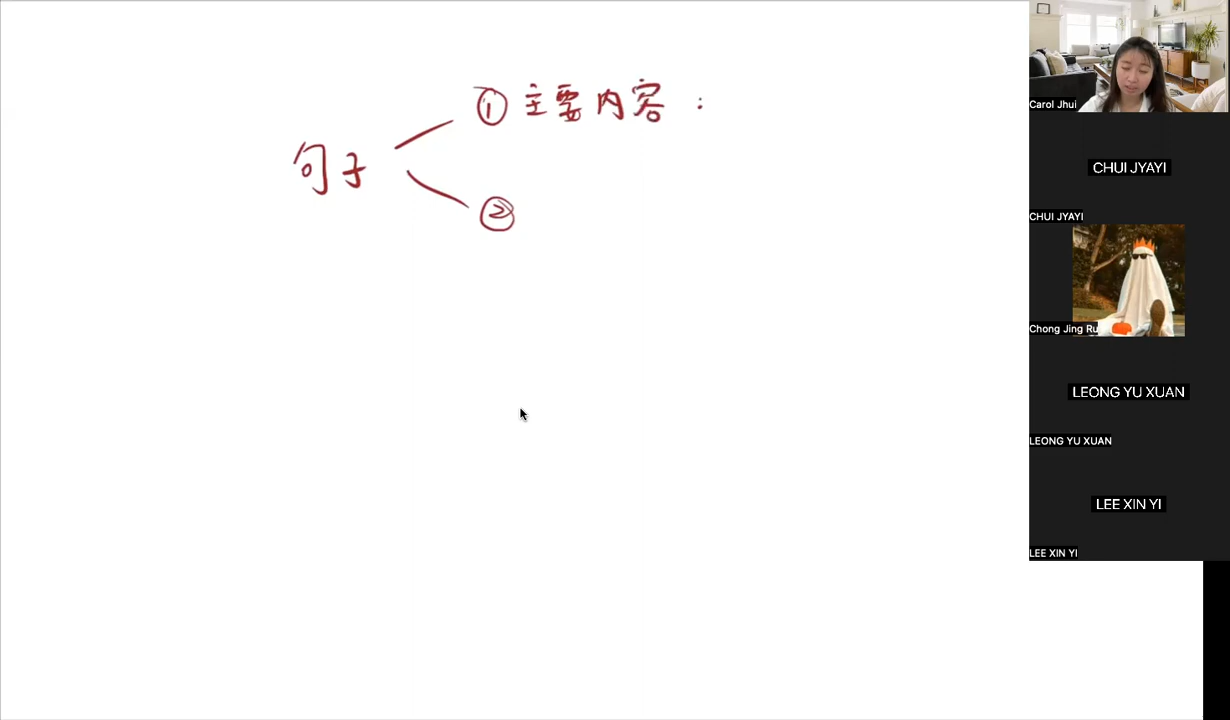 ① 主要内容：
句子
②
Carol Jhui
CHUI JYAYI
CHUI JYAYI
Chong Jing Ru
LEONG YU XUAN
LEONG YU XUAN
LEE XIN YI
LEE XIN YI